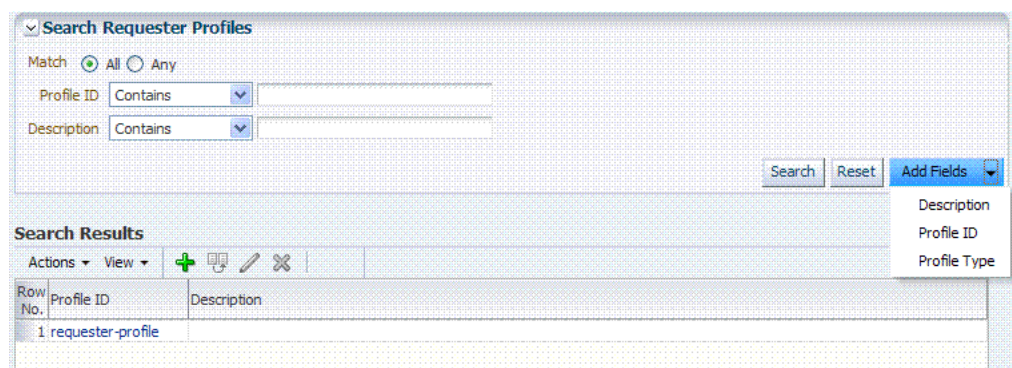 Search Requester Profiles
Match All Any
Profile ID Contains
Description Contains
Search Reset Add Fields
Description
Profile ID
Profile Type
Search Results
Actions View
Row No. Profile ID Description
1 requester-profile